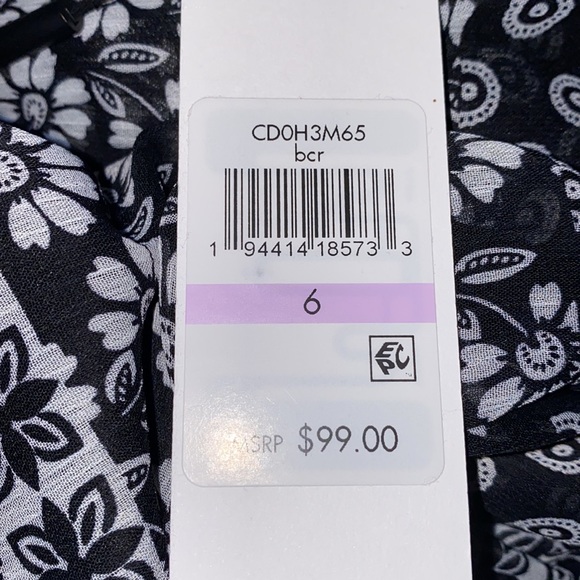 CD0H3M65
bcr
1 94414 18573 3
6
EPC
MSRP $99.00